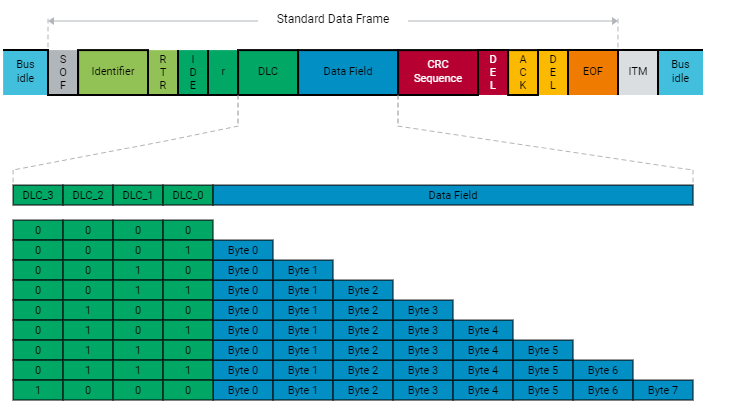 Standard Data Frame
Bus idle SOF Identifier RTR IDE r DLC Data Field CRC Sequence DEL ACK DEL EOF ITM Bus idle
DLC_3 DLC_2 DLC_1 DLC_0 Data Field
0 0 0 0
0 0 0 1 Byte 0
0 0 1 0 Byte 0 Byte 1
0 0 1 1 Byte 0 Byte 1 Byte 2
0 1 0 0 Byte 0 Byte 1 Byte 2 Byte 3
0 1 0 1 Byte 0 Byte 1 Byte 2 Byte 3 Byte 4
0 1 1 0 Byte 0 Byte 1 Byte 2 Byte 3 Byte 4 Byte 5
0 1 1 1 Byte 0 Byte 1 Byte 2 Byte 3 Byte 4 Byte 5 Byte 6
1 0 0 0 Byte 0 Byte 1 Byte 2 Byte 3 Byte 4 Byte 5 Byte 6 Byte 7